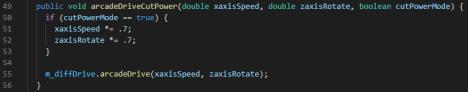 49 public void arcadeDriveCutPower(double xaxisSpeed, double zaxisRotate, boolean cutPowerMode) {
50 if (cutPowerMode == true) {
51 xaxisSpeed *= .7;
52 zaxisRotate *= .7;
53 }
54
55 m_diffDrive.arcadeDrive(xaxisSpeed, zaxisRotate);
56 }